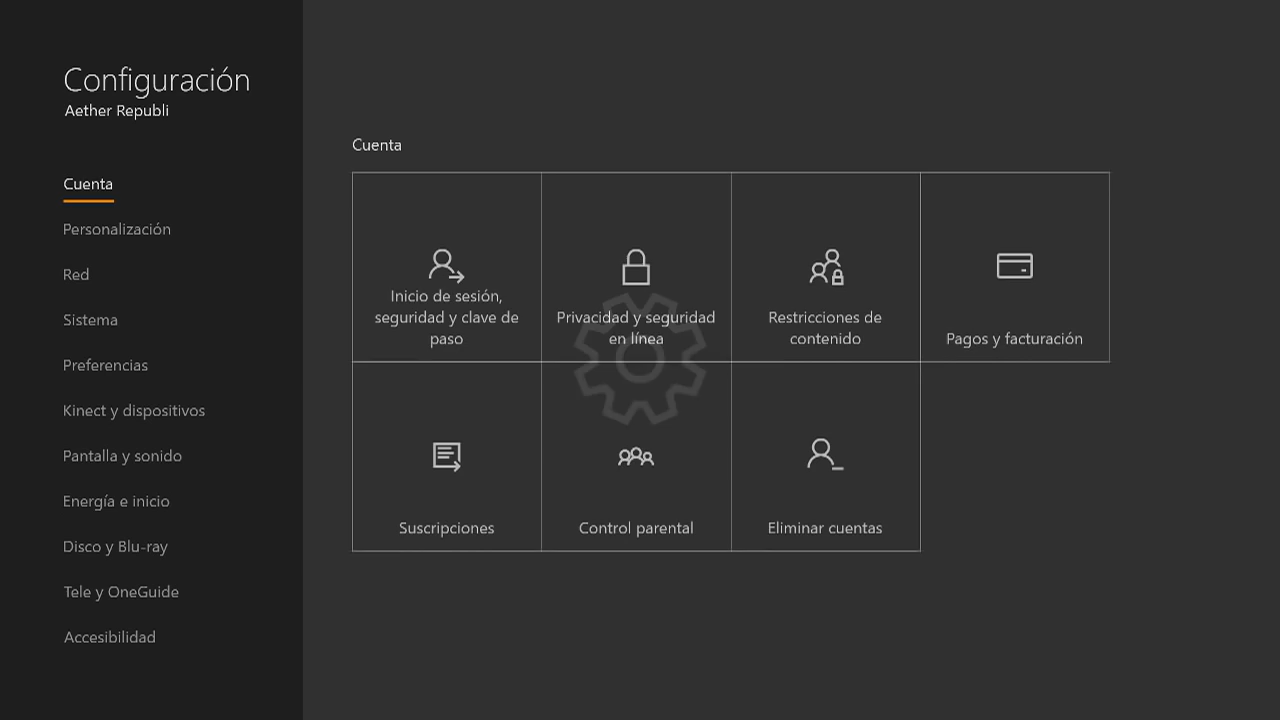 Configuración
Aether Republi
Cuenta
Personalización
Red
Sistema
Preferencias
Kinect y dispositivos
Pantalla y sonido
Energía e inicio
Disco y Blu-ray
Tele y OneGuide
Accesibilidad
Cuenta
Inicio de sesión,
seguridad y clave de
paso
Privacidad y seguridad
en línea
Restricciones de
contenido
Pagos y facturación
Suscripciones
Control parental
Eliminar cuentas